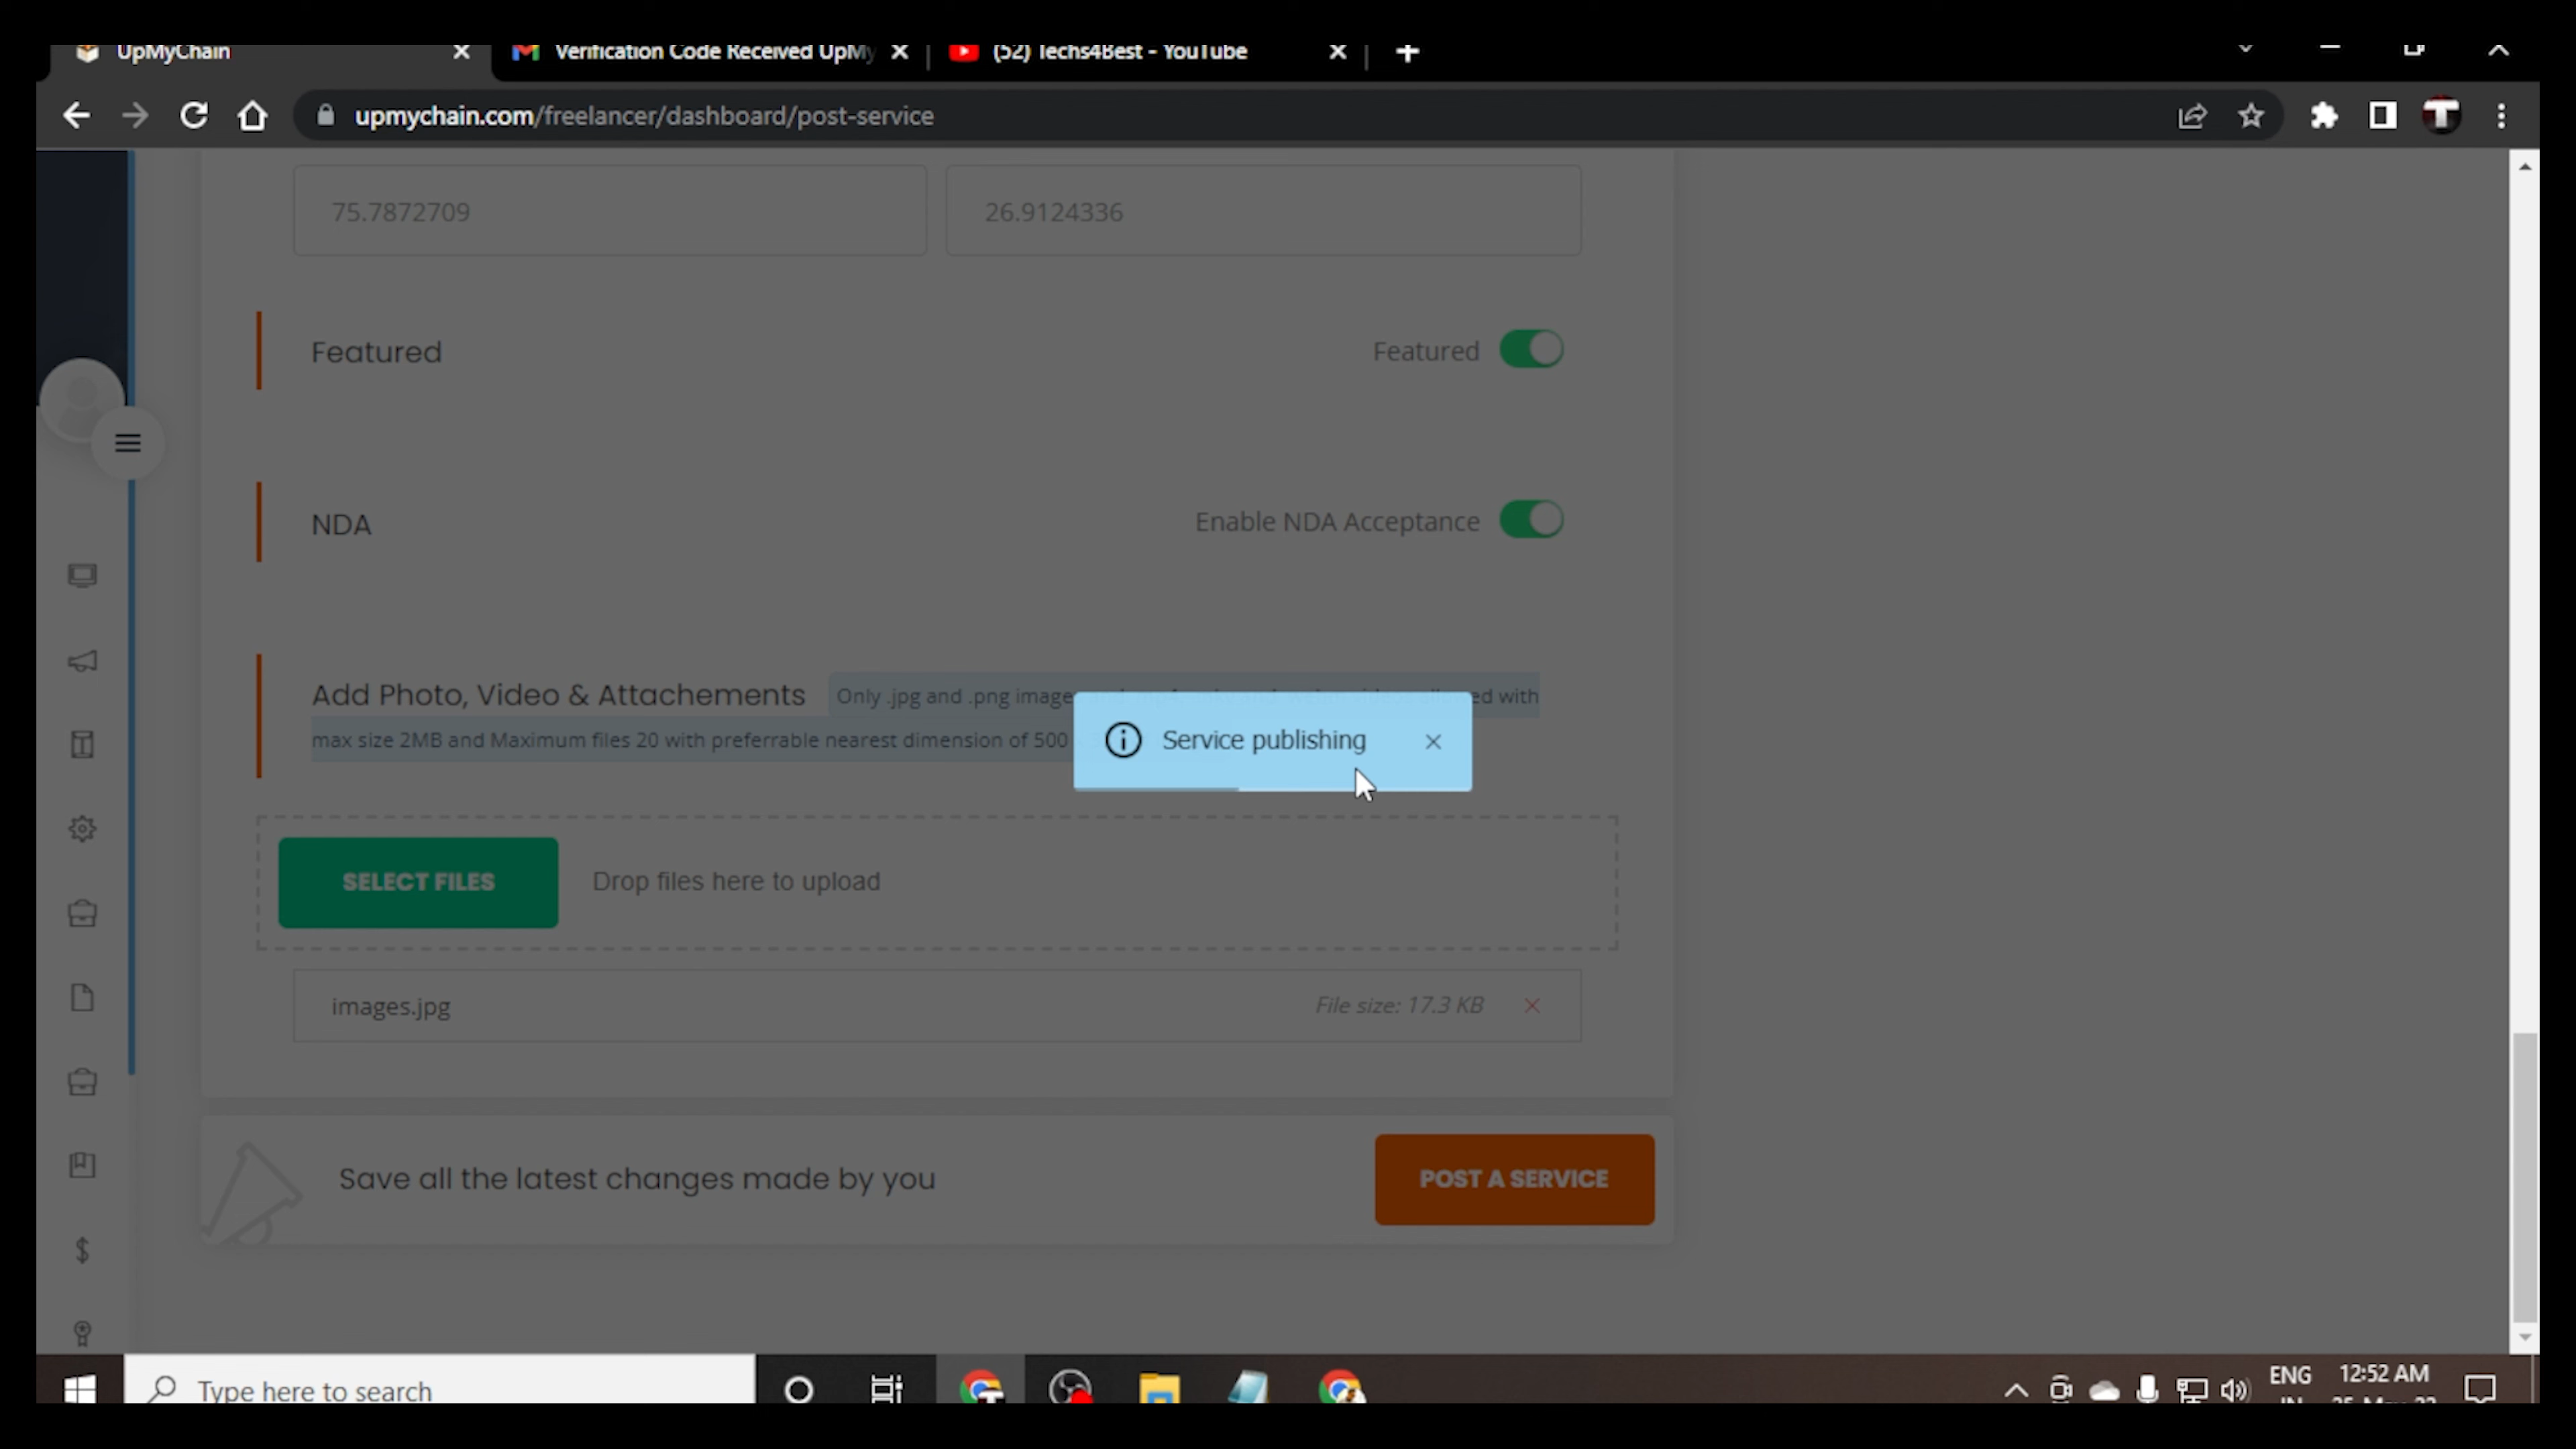 UpMyChain
Verification Code Received UpMy
(52) Techs4Best - YouTube
upmychain.com/freelancer/dashboard/post-service
75.7872709
26.9124336
Featured
Featured
NDA
Enable NDA Acceptance
Add Photo, Video & Attachements Only .jpg and .png image ed with
max size 2MB and Maximum files 20 with preferrable nearest dimension of 500
Service publishing
SELECT FILES
Drop files here to upload
images.jpg
File size: 17.3 KB
Save all the latest changes made by you
POST A SERVICE
Type here to search
ENG
12:52 AM